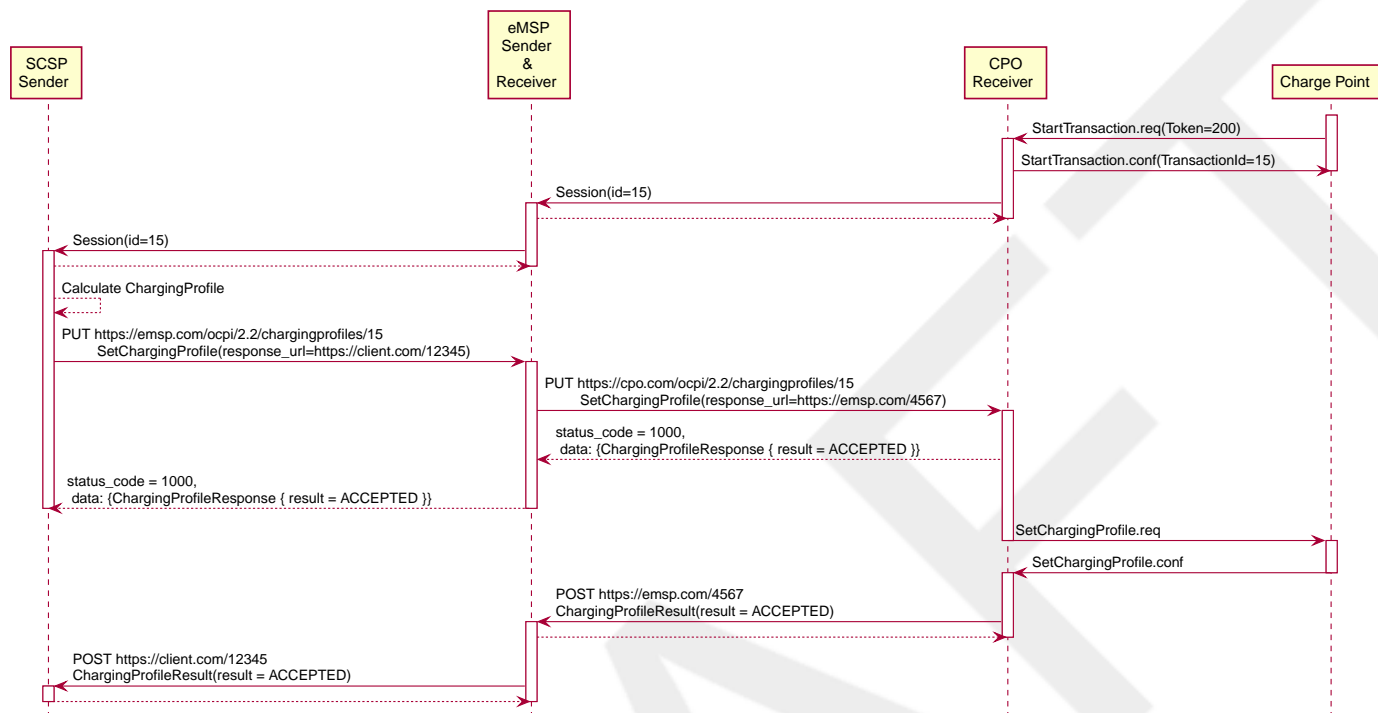 SCSP
Sender
eMSP
Sender
&
Receiver
CPO
Receiver
Charge Point
StartTransaction.req(Token=200)
StartTransaction.conf(TransactionId=15)
Session(id=15)
Session(id=15)
Calculate ChargingProfile
PUT https://emsp.com/ocpi/2.2/chargingprofiles/15
SetChargingProfile(response_url=https://client.com/12345)
PUT https://cpo.com/ocpi/2.2/chargingprofiles/15
SetChargingProfile(response_url=https://emsp.com/4567)
status_code = 1000,
data: {ChargingProfileResponse { result = ACCEPTED }}
status_code = 1000,
data: {ChargingProfileResponse { result = ACCEPTED }}
SetChargingProfile.req
SetChargingProfile.conf
POST https://emsp.com/4567
ChargingProfileResult(result = ACCEPTED)
POST https://client.com/12345
ChargingProfileResult(result = ACCEPTED)